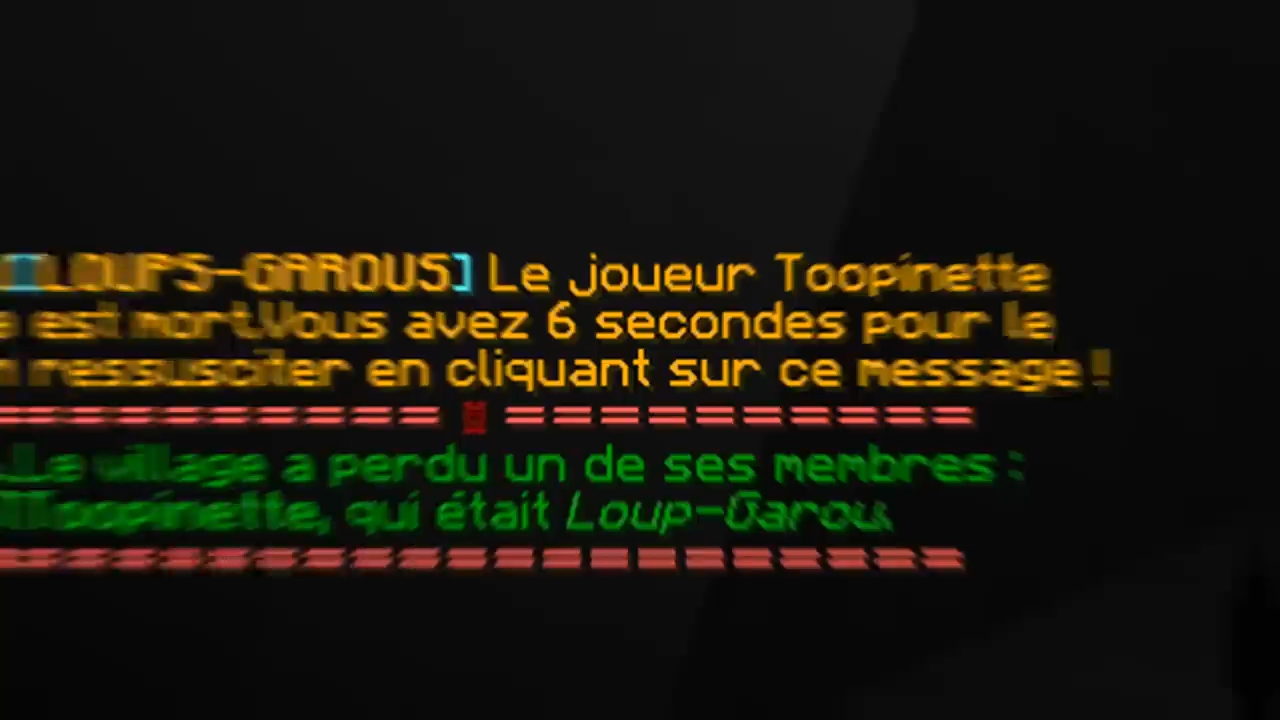 [LOUPS-GAROUS] Le joueur Toopinette
est mort.Vous avez 6 secondes pour le
ressusciter en cliquant sur ce message !
=========== ==========
Le village a perdu un de ses membres :
Toopinette, qui était Loup-Garou.
=====================